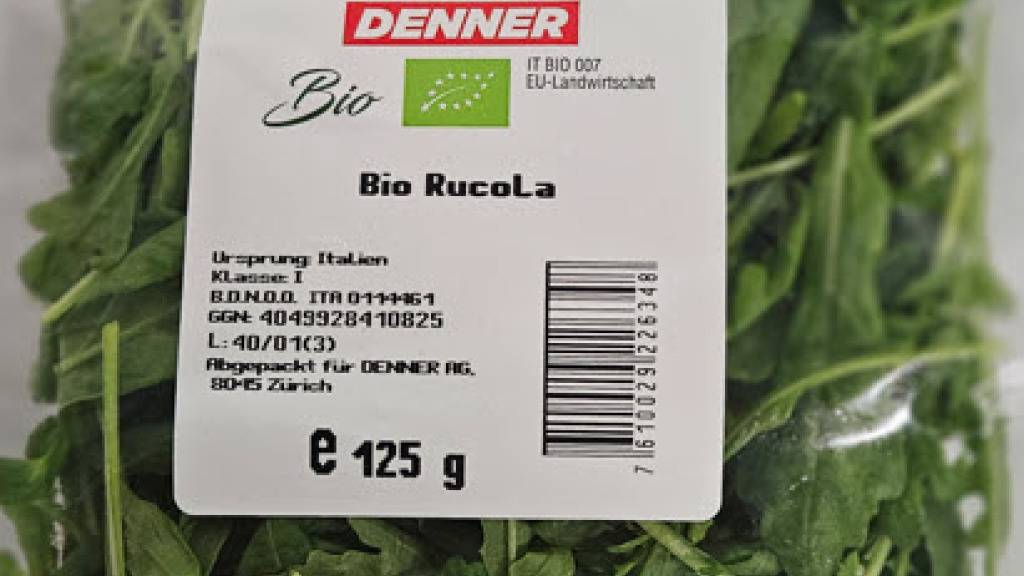 DENNER
Bio
IT BIO 007
EU-Landwirtschaft
Bio Rucola
Ursprung: Italien
Klasse: I
B.D.N.O.O. ITA 0114461
GGN: 4049928410825
L: 40/01(3)
Abgepackt für DENNER AG,
8045 Zürich
e 125 g
7610029226348